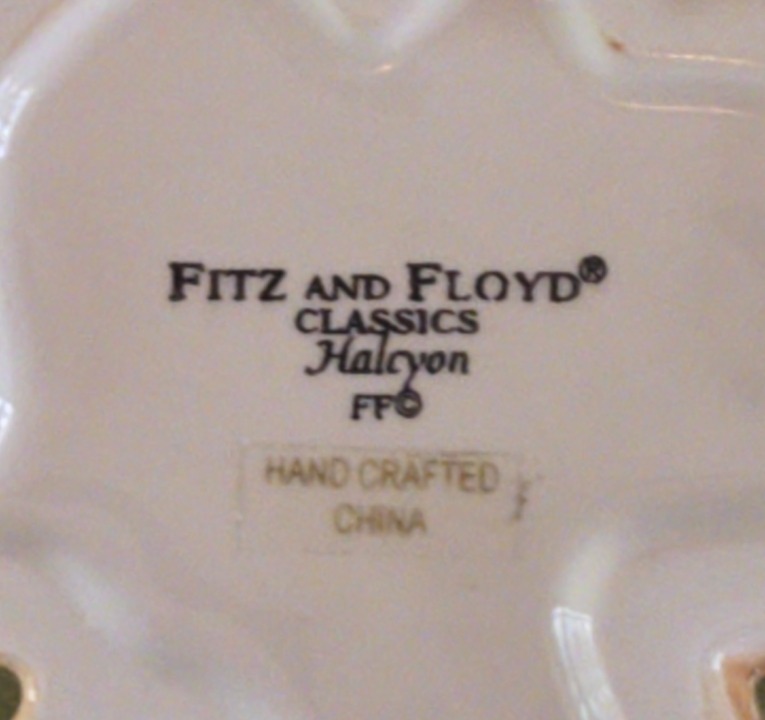 FITZ AND FLOYD®
CLASSICS
Halcyon
FF©
HAND CRAFTED
CHINA